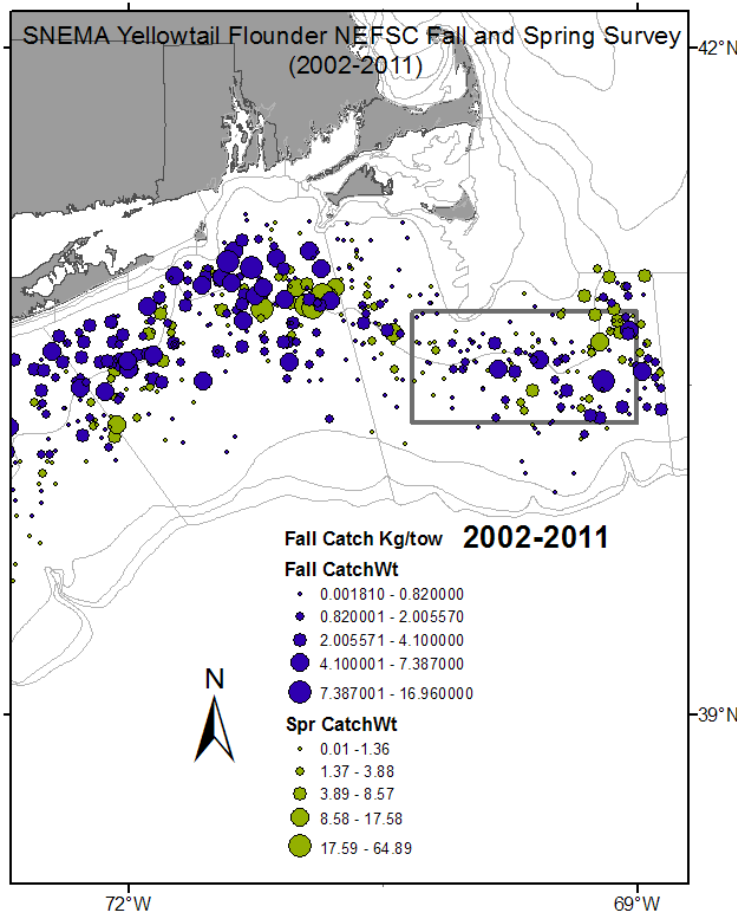 SNEMA Yellowtail Flounder NEFSC Fall and Spring Survey
(2002-2011)
42°N
Fall Catch Kg/tow 2002-2011
Fall CatchWt
0.001810 - 0.820000
0.820001 - 2.005570
2.005571 - 4.100000
4.100001 - 7.387000
7.387001 - 16.960000
N
39°N
Spr CatchWt
0.01 -1.36
1.37 - 3.88
3.89 - 8.57
8.58 - 17.58
17.59 - 64.89
72°W
69°W